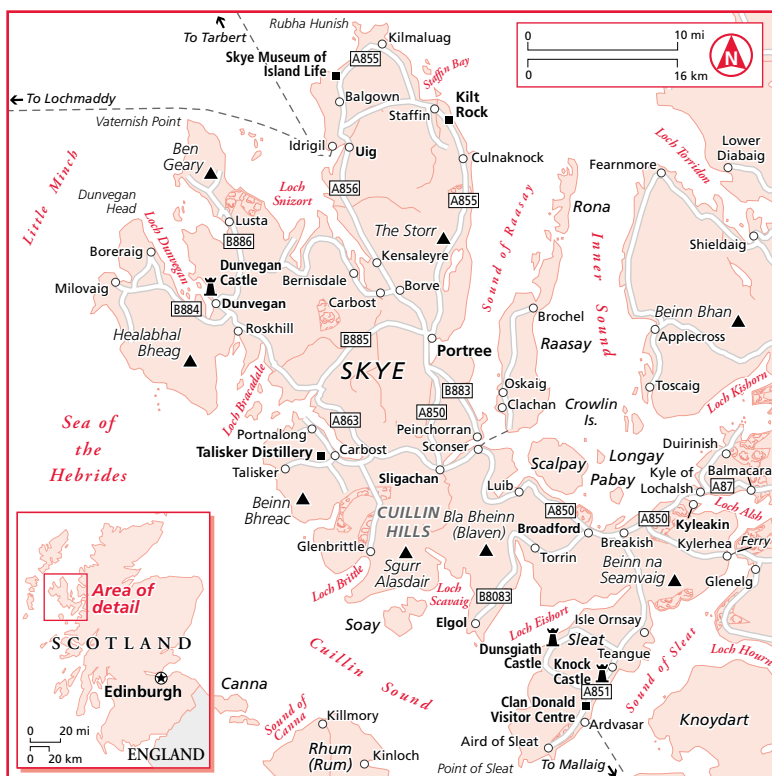 To Tarbert
Rubha Hunish
Kilmaluag
0 10 mi
0 16 km
N
Skye Museum of
Island Life
A855
Staffin Bay
To Lochmaddy
Balgown
Staffin
Kilt
Rock
Vaternish Point
Idrigil
Uig
Culnaknock
Ben
Geary
Loch
Snizort
A856
A855
Little Minch
Dunvegan
Head
Loch Dunvegan
Lusta
B886
The Storr
Kensaleyre
Sound of Raasay
Rona
Inner Sound
Fearnmore
Loch Torridon
Lower
Diabaig
Shieldaig
Boreraig
Milovaig
Dunvegan
Castle
Dunvegan
Bernisdale
Carbost
Borve
B884
Roskhill
Healabhal
Bheag
B885
SKYE
Portree
Brochel
Raasay
Beinn Bhan
Applecross
Toscaig
Loch Kishorn
Loch Bracadale
B883
A850
A863
Oskaig
Clachan
Crowlin
Is.
Sea of
the
Hebrides
Portnalong
Talisker Distillery
Carbost
Talisker
Peinchorran
Sconser
Sligachan
Scalpay
Longay
Pabay
Duirinish
Kyle of
Lochalsh
Balmacara
A87
Loch Alsh
Beinn
Bhreac
CUILLIN
HILLS
Bla Bheinn
(Blaven)
Luib
A850
Broadford
A850
Breakish
Kyleakin
Kylerhea
Ferry
Glenelg
Glenbrittle
Loch Brittle
Sgurr
Alasdair
Torrin
Beinn na
Seamvaig
Loch
Scavaig
B8083
Soay
Elgol
Loch Eishort
Isle Ornsay
Dunsgiath
Castle
Sleat
Teangue
Knock
Castle
Sound of Sleat
Loch Hourn
A851
Clan Donald
Visitor Centre
Ardvasar
Knoydart
Aird of Sleat
Point of Sleat
To Mallaig
Cuillin Sound
Canna
Sound of
Canna
Killmory
Rhum
(Rum)
Kinloch
Area of
detail
SCOTLAND
Edinburgh
0 20 mi
0 20 km
ENGLAND